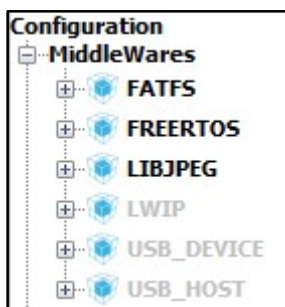 Configuration
MiddleWares
FATFS
FREERTOS
LIBJPEG
LWIP
USB_DEVICE
USB_HOST